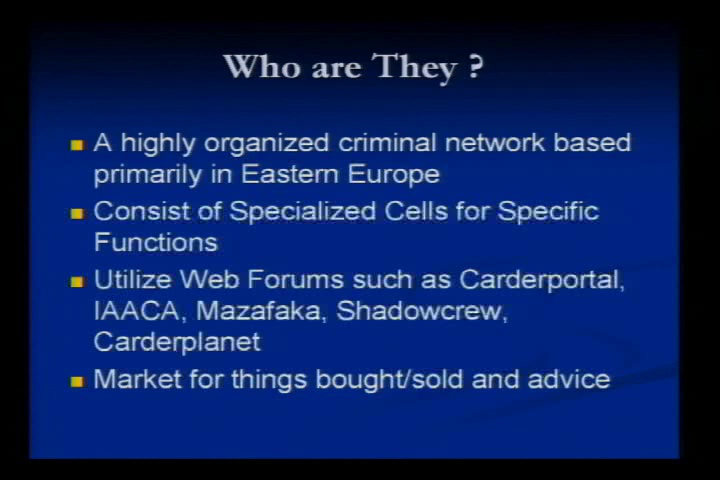 Who are They ?
A highly organized criminal network based
primarily in Eastern Europe
Consist of Specialized Cells for Specific
Functions
Utilize Web Forums such as Carderportal,
IAACA, Mazafaka, Shadowcrew,
Carderplanet
Market for things bought/sold and advice